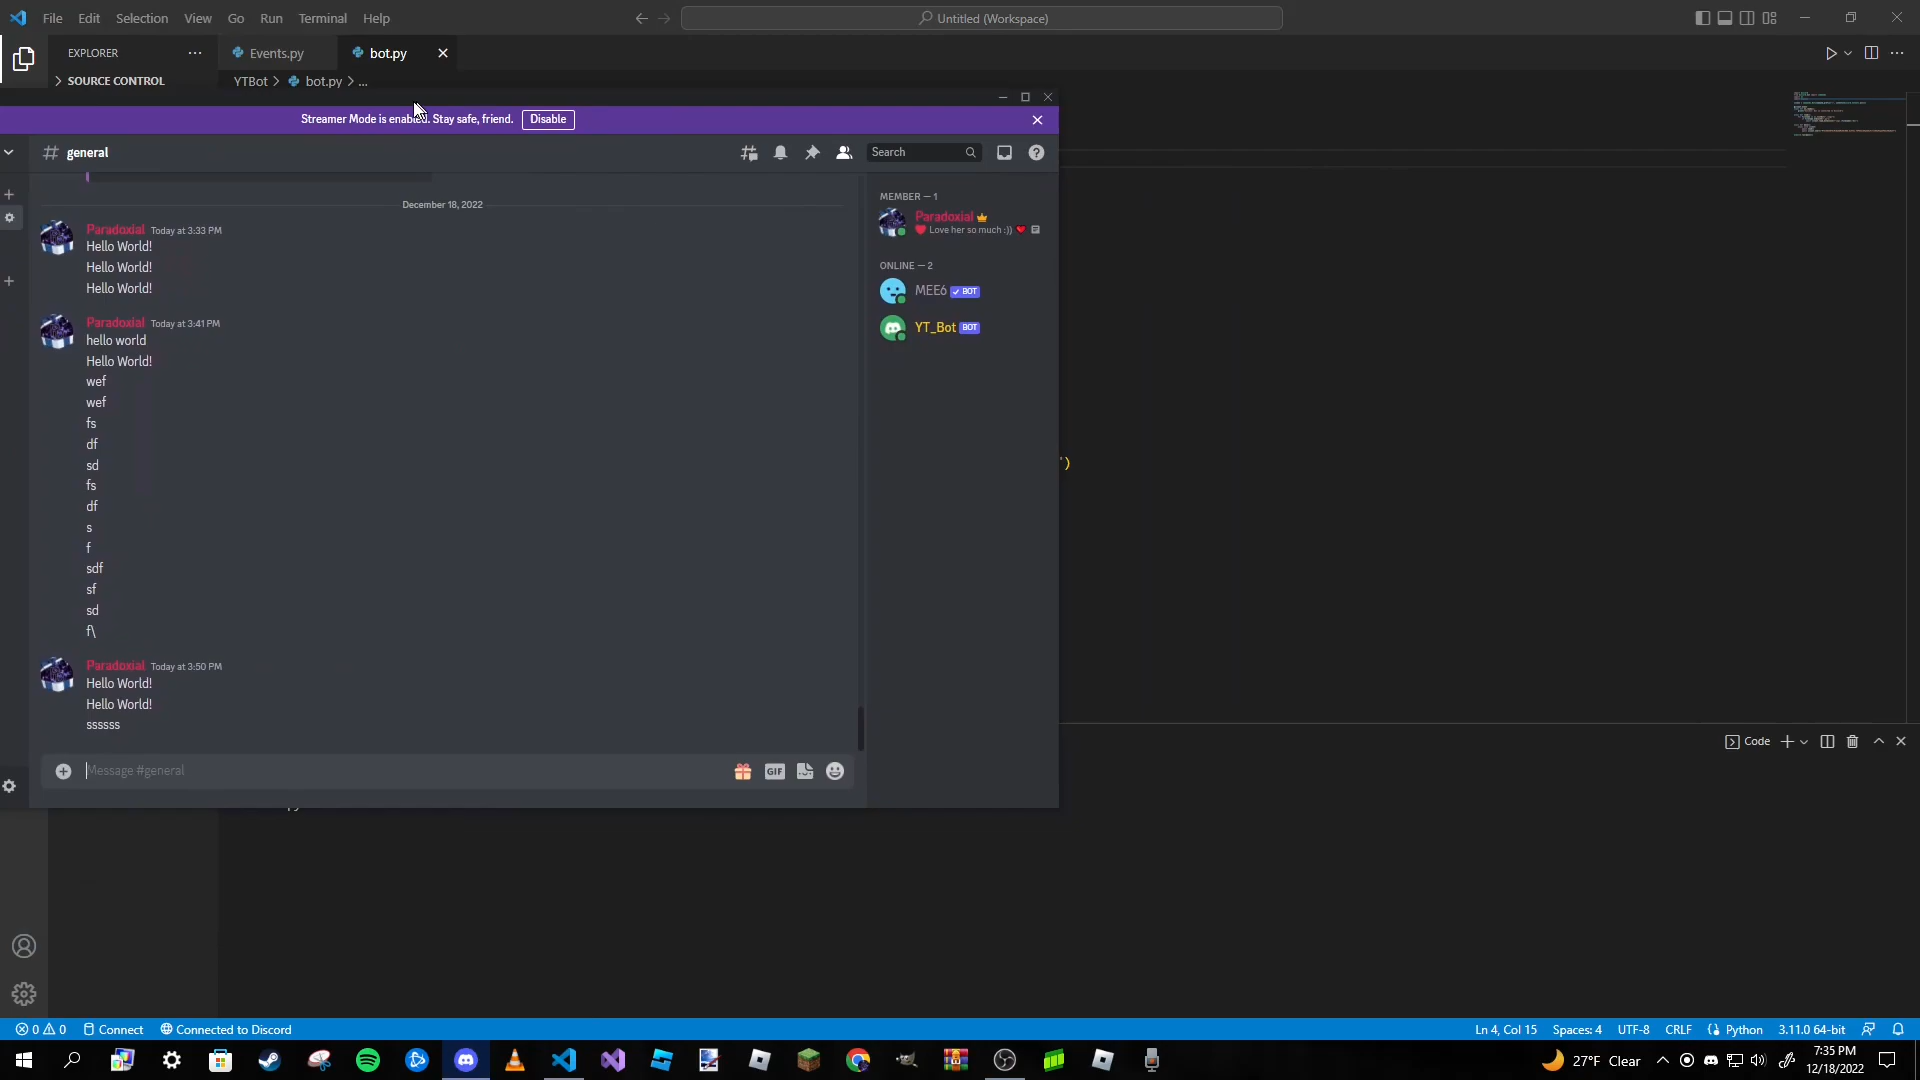 File Edit Selection View Go Run Terminal Help
Untitled (Workspace)
EXPLORER
Events.py
bot.py
SOURCE CONTROL
YTBot > bot.py > ...
Streamer Mode is enabled. Stay safe, friend.
Disable
# general
Search
MEMBER — 1
Paradoxial
Love her so much :))
ONLINE — 2
MEE6 BOT
YT_Bot BOT
December 18, 2022
Paradoxial Today at 3:33 PM
Hello World!
Hello World!
Hello World!
Paradoxial Today at 3:41 PM
hello world
Hello World!
wef
wef
fs
df
sd
fs
df
s
f
sdf
sf
sd
f\
Paradoxial Today at 3:50 PM
Hello World!
Hello World!
ssssss
Message #general
GIF
')
Code
0 0 Connect Connected to Discord
Ln 4, Col 15 Spaces: 4 UTF-8 CRLF Python 3.11.0 64-bit
27°F Clear
7:35 PM
12/18/2022